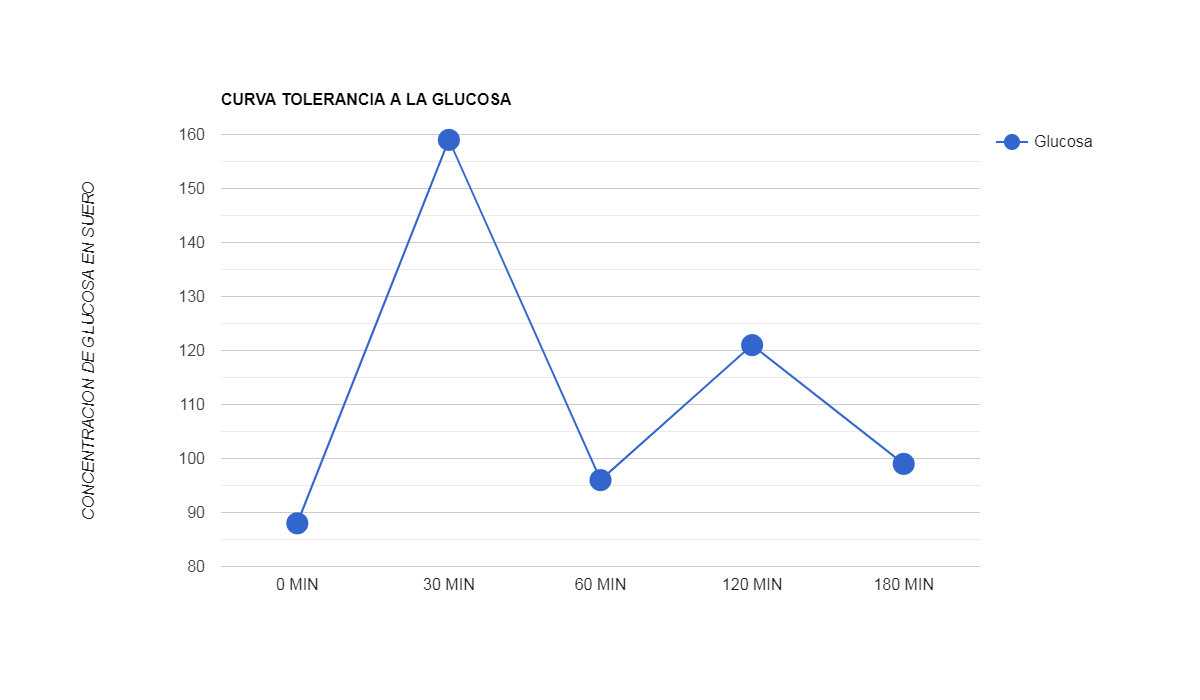 CURVA TOLERANCIA A LA GLUCOSA
CONCENTRACION DE GLUCOSA EN SUERO
160
150
140
130
120
110
100
90
80
0 MIN
30 MIN
60 MIN
120 MIN
180 MIN
Glucosa